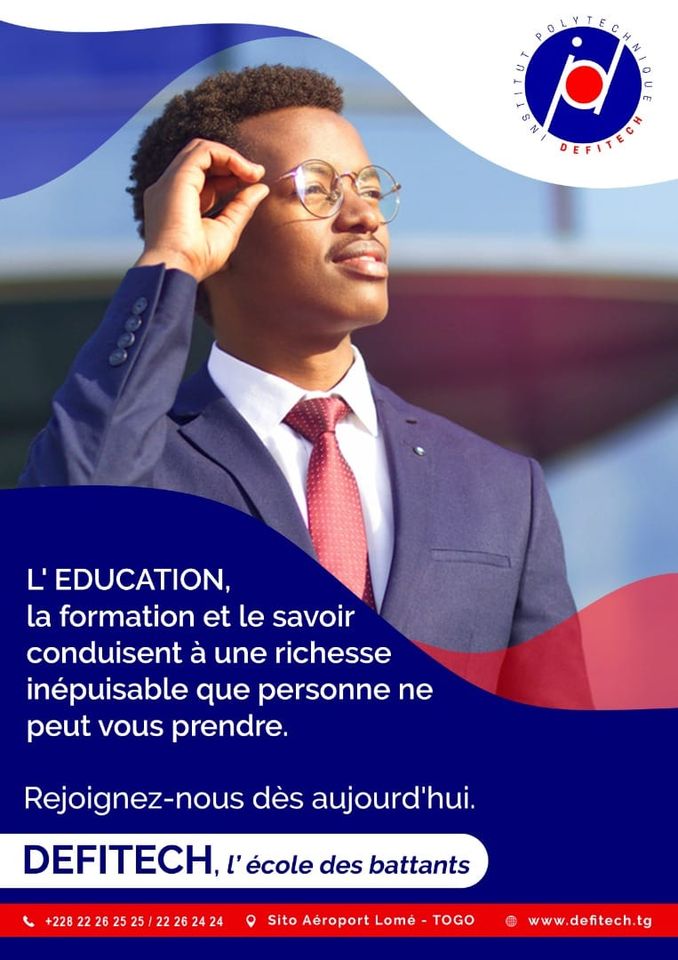 INSTITUT POLYTECHNIQUE
DEFITECH
L' EDUCATION,
la formation et le savoir
conduisent à une richesse
inépuisable que personne ne
peut vous prendre.
Rejoignez-nous dès aujourd'hui.
DEFITECH, l’ école des battants
+228 22 26 25 25 / 22 26 24 24 Sito Aéroport Lomé - TOGO www.defitech.tg